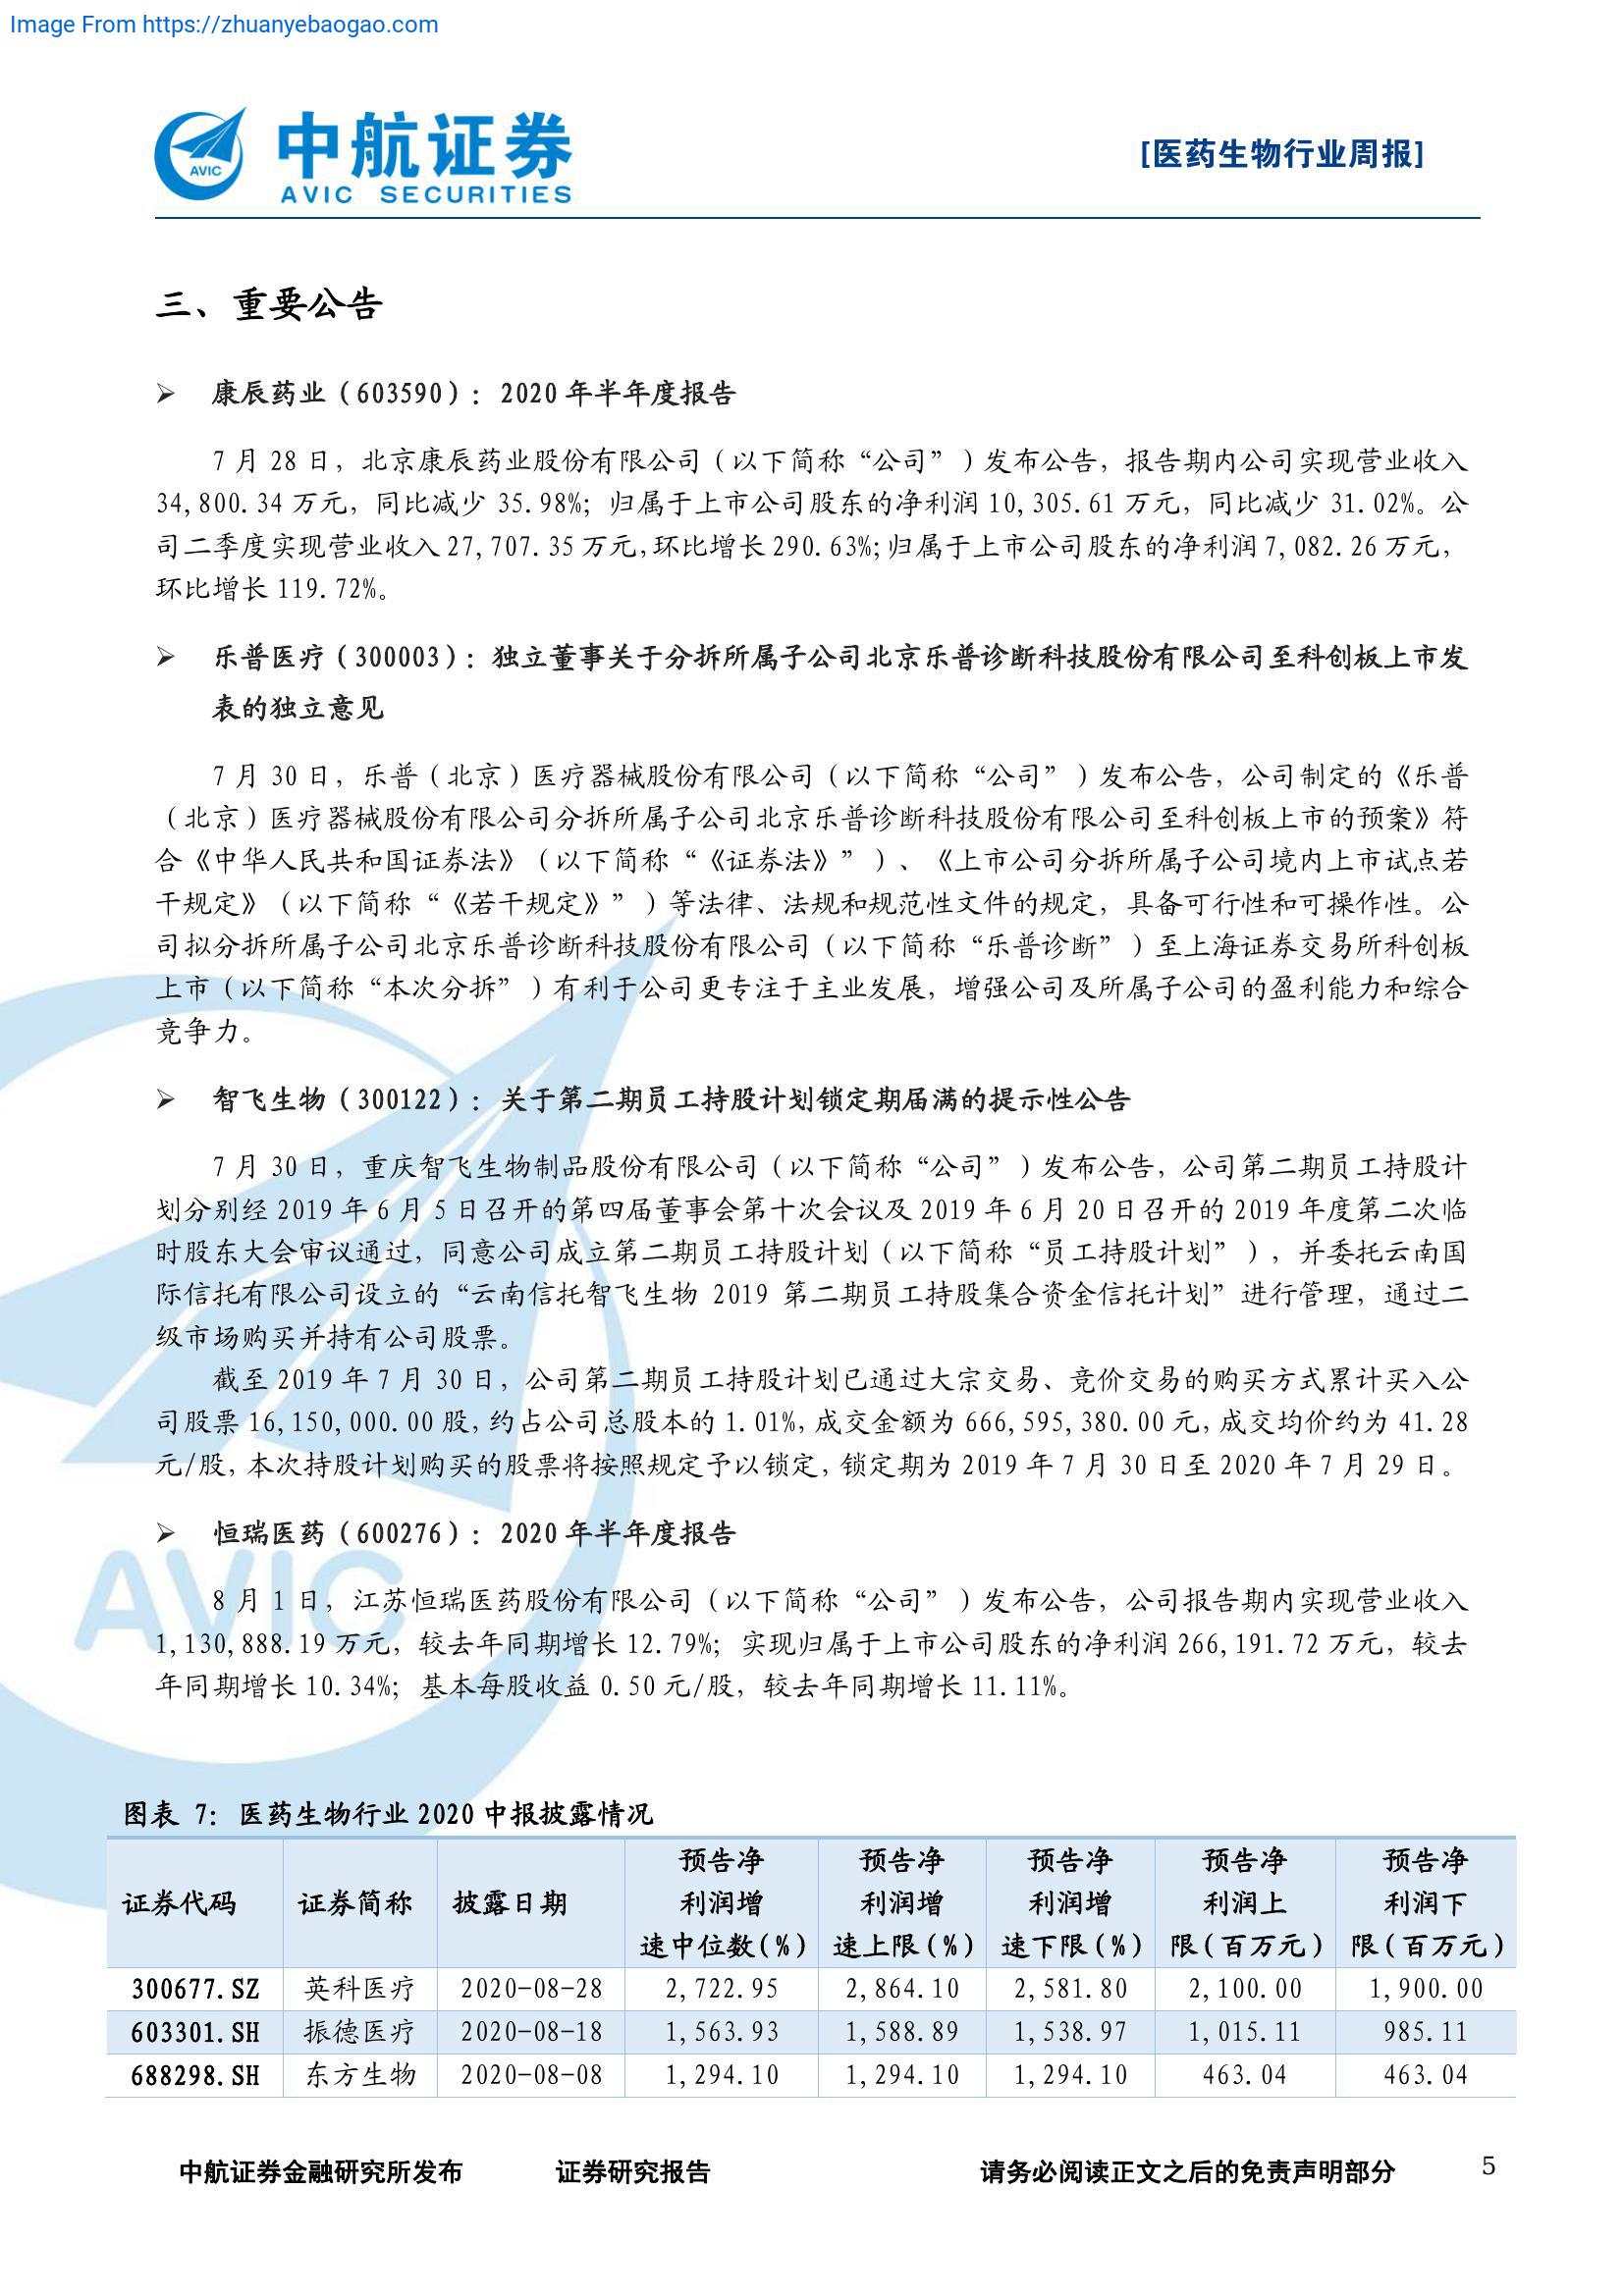 Image From https://zhuanyebaogao.com
中航证券
AVIC SECURITIES
AVIC
[医药生物行业周报]
三、重要公告
➢ 康辰药业（603590）：2020 年半年度报告
7 月 28 日，北京康辰药业股份有限公司（以下简称“公司”）发布公告，报告期内公司实现营业收入
34,800.34 万元，同比减少 35.98%；归属于上市公司股东的净利润 10,305.61 万元，同比减少 31.02%。公
司二季度实现营业收入 27,707.35 万元，环比增长 290.63%；归属于上市公司股东的净利润 7,082.26 万元，
环比增长 119.72%。
➢ 乐普医疗（300003）：独立董事关于分拆所属子公司北京乐普诊断科技股份有限公司至科创板上市发
表的独立意见
7 月 30 日，乐普（北京）医疗器械股份有限公司（以下简称“公司”）发布公告，公司制定的《乐普
（北京）医疗器械股份有限公司分拆所属子公司北京乐普诊断科技股份有限公司至科创板上市的预案》符
合《中华人民共和国证券法》（以下简称“《证券法》”）、《上市公司分拆所属子公司境内上市试点若
干规定》（以下简称“《若干规定》”）等法律、法规和规范性文件的规定，具备可行性和可操作性。公
司拟分拆所属子公司北京乐普诊断科技股份有限公司（以下简称“乐普诊断”）至上海证券交易所科创板
上市（以下简称“本次分拆”）有利于公司更专注于主业发展，增强公司及所属子公司的盈利能力和综合
竞争力。
➢ 智飞生物（300122）：关于第二期员工持股计划锁定期届满的提示性公告
7 月 30 日，重庆智飞生物制品股份有限公司（以下简称“公司”）发布公告，公司第二期员工持股计
划分别经 2019 年 6 月 5 日召开的第四届董事会第十次会议及 2019 年 6 月 20 日召开的 2019 年度第二次临
时股东大会审议通过，同意公司成立第二期员工持股计划（以下简称“员工持股计划”），并委托云南国
际信托有限公司设立的“云南信托智飞生物 2019 第二期员工持股集合资金信托计划”进行管理，通过二
级市场购买并持有公司股票。
截至 2019 年 7 月 30 日，公司第二期员工持股计划已通过大宗交易、竞价交易的购买方式累计买入公
司股票 16,150,000.00 股，约占公司总股本的 1.01%，成交金额为 666,595,380.00 元，成交均价约为 41.28
元/股，本次持股计划购买的股票将按照规定予以锁定，锁定期为 2019 年 7 月 30 日至 2020 年 7 月 29 日。
➢ 恒瑞医药（600276）：2020 年半年度报告
8 月 1 日，江苏恒瑞医药股份有限公司（以下简称“公司”）发布公告，公司报告期内实现营业收入
1,130,888.19 万元，较去年同期增长 12.79%；实现归属于上市公司股东的净利润 266,191.72 万元，较去
年同期增长 10.34%；基本每股收益 0.50 元/股，较去年同期增长 11.11%。
AVIC
图表 7：医药生物行业 2020 中报披露情况
证券代码 证券简称 披露日期 预告净利润增速中位数(%) 预告净利润增速上限(%) 预告净利润增速下限(%) 预告净利润上限(百万元) 预告净利润下限(百万元)
300677.SZ 英科医疗 2020-08-28 2,722.95 2,864.10 2,581.80 2,100.00 1,900.00
603301.SH 振德医疗 2020-08-18 1,563.93 1,588.89 1,538.97 1,015.11 985.11
688298.SH 东方生物 2020-08-08 1,294.10 1,294.10 1,294.10 463.04 463.04
中航证券金融研究所发布 证券研究报告 请务必阅读正文之后的免责声明部分 5